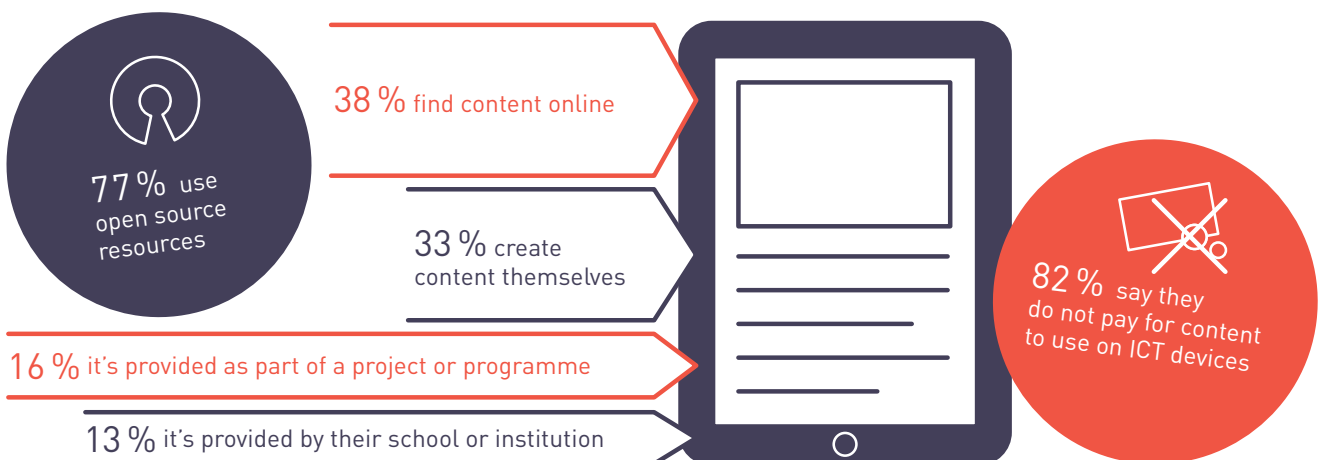 77 % use
open source
resources
38 % find content online
33 % create
content themselves
16 % it's provided as part of a project or programme
13 % it's provided by their school or institution
82 % say they
do not pay for content
to use on ICT devices